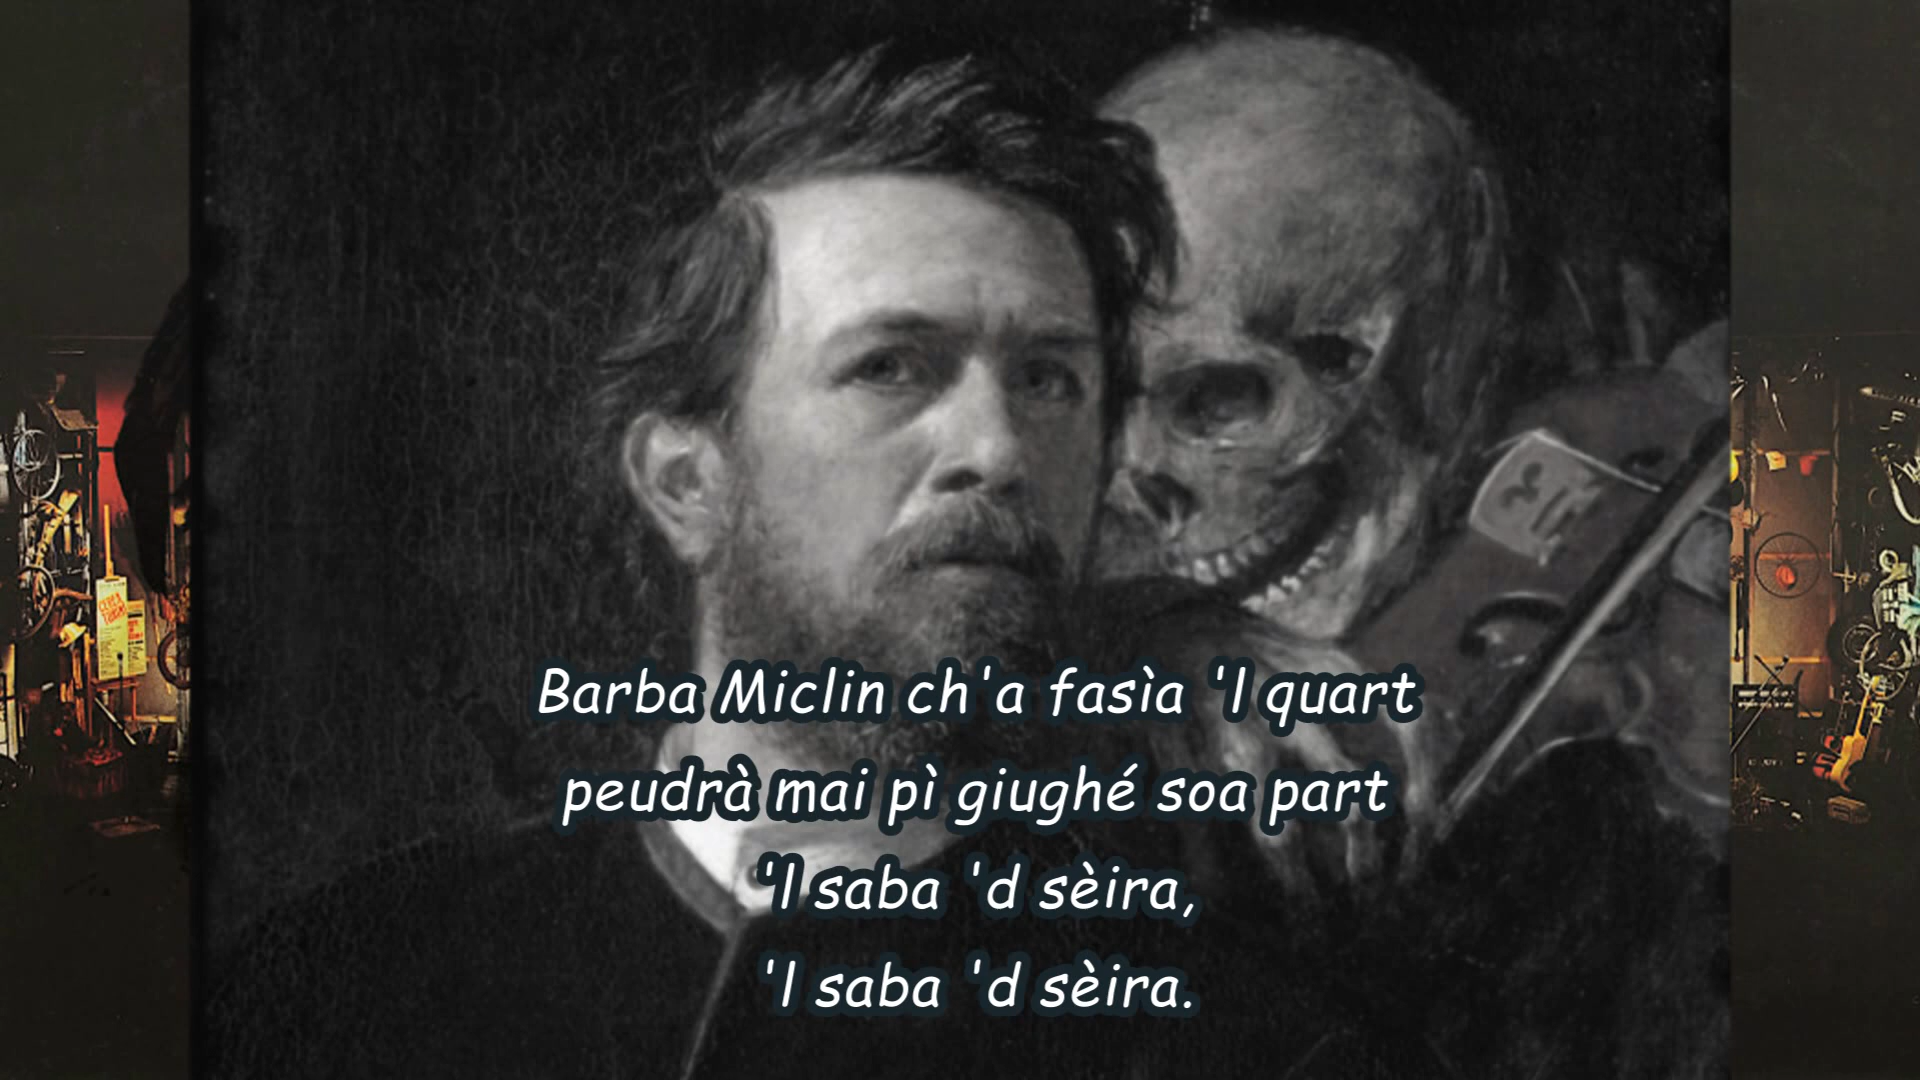 Barba Miclin ch'a fasìa 'l quart
peudrà mai pì giughé soa part
'l saba 'd sèira,
'l saba 'd sèira.